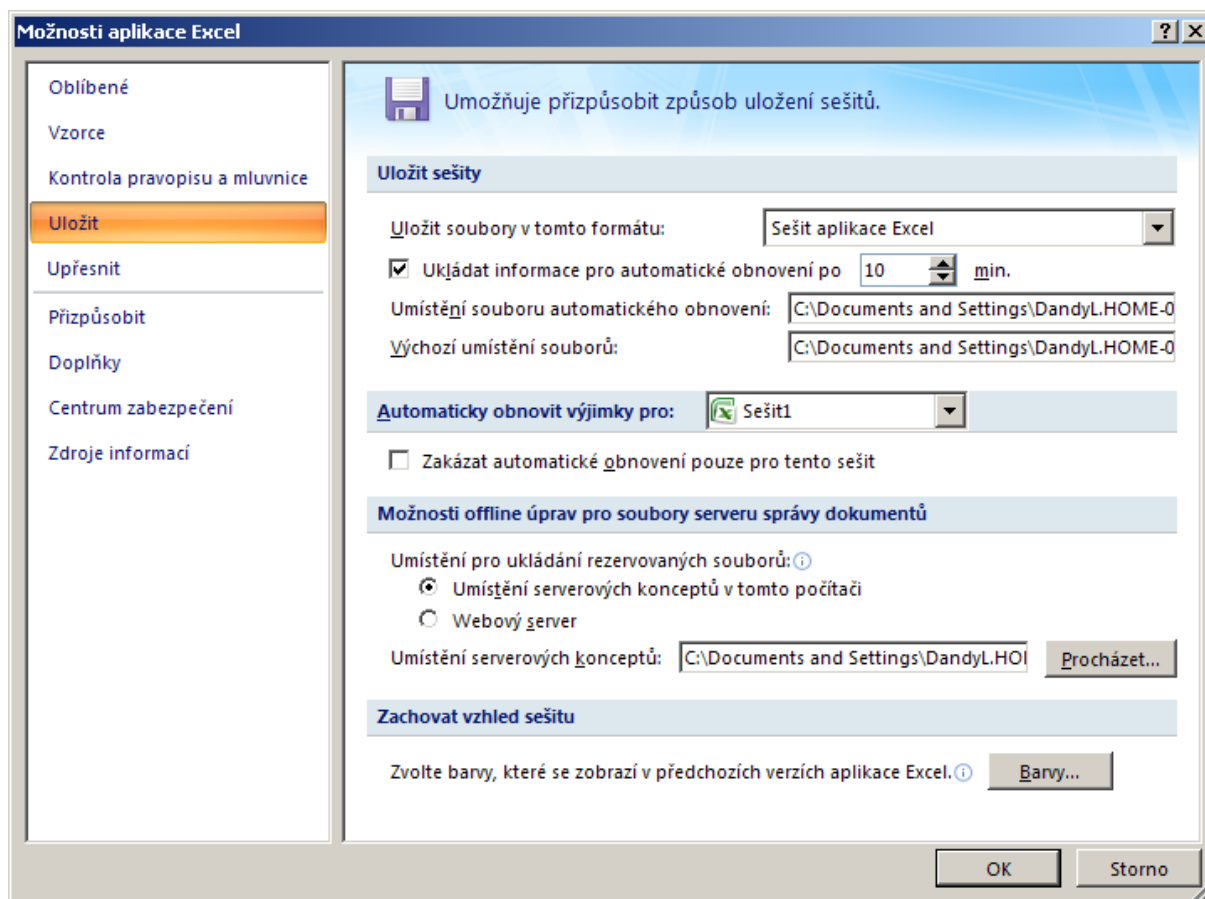 Možnosti aplikace Excel
Oblíbené
Vzorce
Kontrola pravopisu a mluvnice
Uložit
Upřesnit
Přizpůsobit
Doplňky
Centrum zabezpečení
Zdroje informací
Umožňuje přizpůsobit způsob uložení sešitů.
Uložit sešity
Uložit soubory v tomto formátu: Sešit aplikace Excel
Ukládat informace pro automatické obnovení po 10 min.
Umístění souboru automatického obnovení: C:\Documents and Settings\DandyL.HOME-0
Výchozí umístění souborů: C:\Documents and Settings\DandyL.HOME-0
Automaticky obnovit výjimky pro: Sešit1
Zakázat automatické obnovení pouze pro tento sešit
Možnosti offline úprav pro soubory serveru správy dokumentů
Umístění pro ukládání rezervovaných souborů:
Umístění serverových konceptů v tomto počítači
Webový server
Umístění serverových konceptů: C:\Documents and Settings\DandyL.HOI Procházet...
Zachovat vzhled sešitu
Zvolte barvy, které se zobrazí v předchozích verzích aplikace Excel. Barvy...
OK Storno